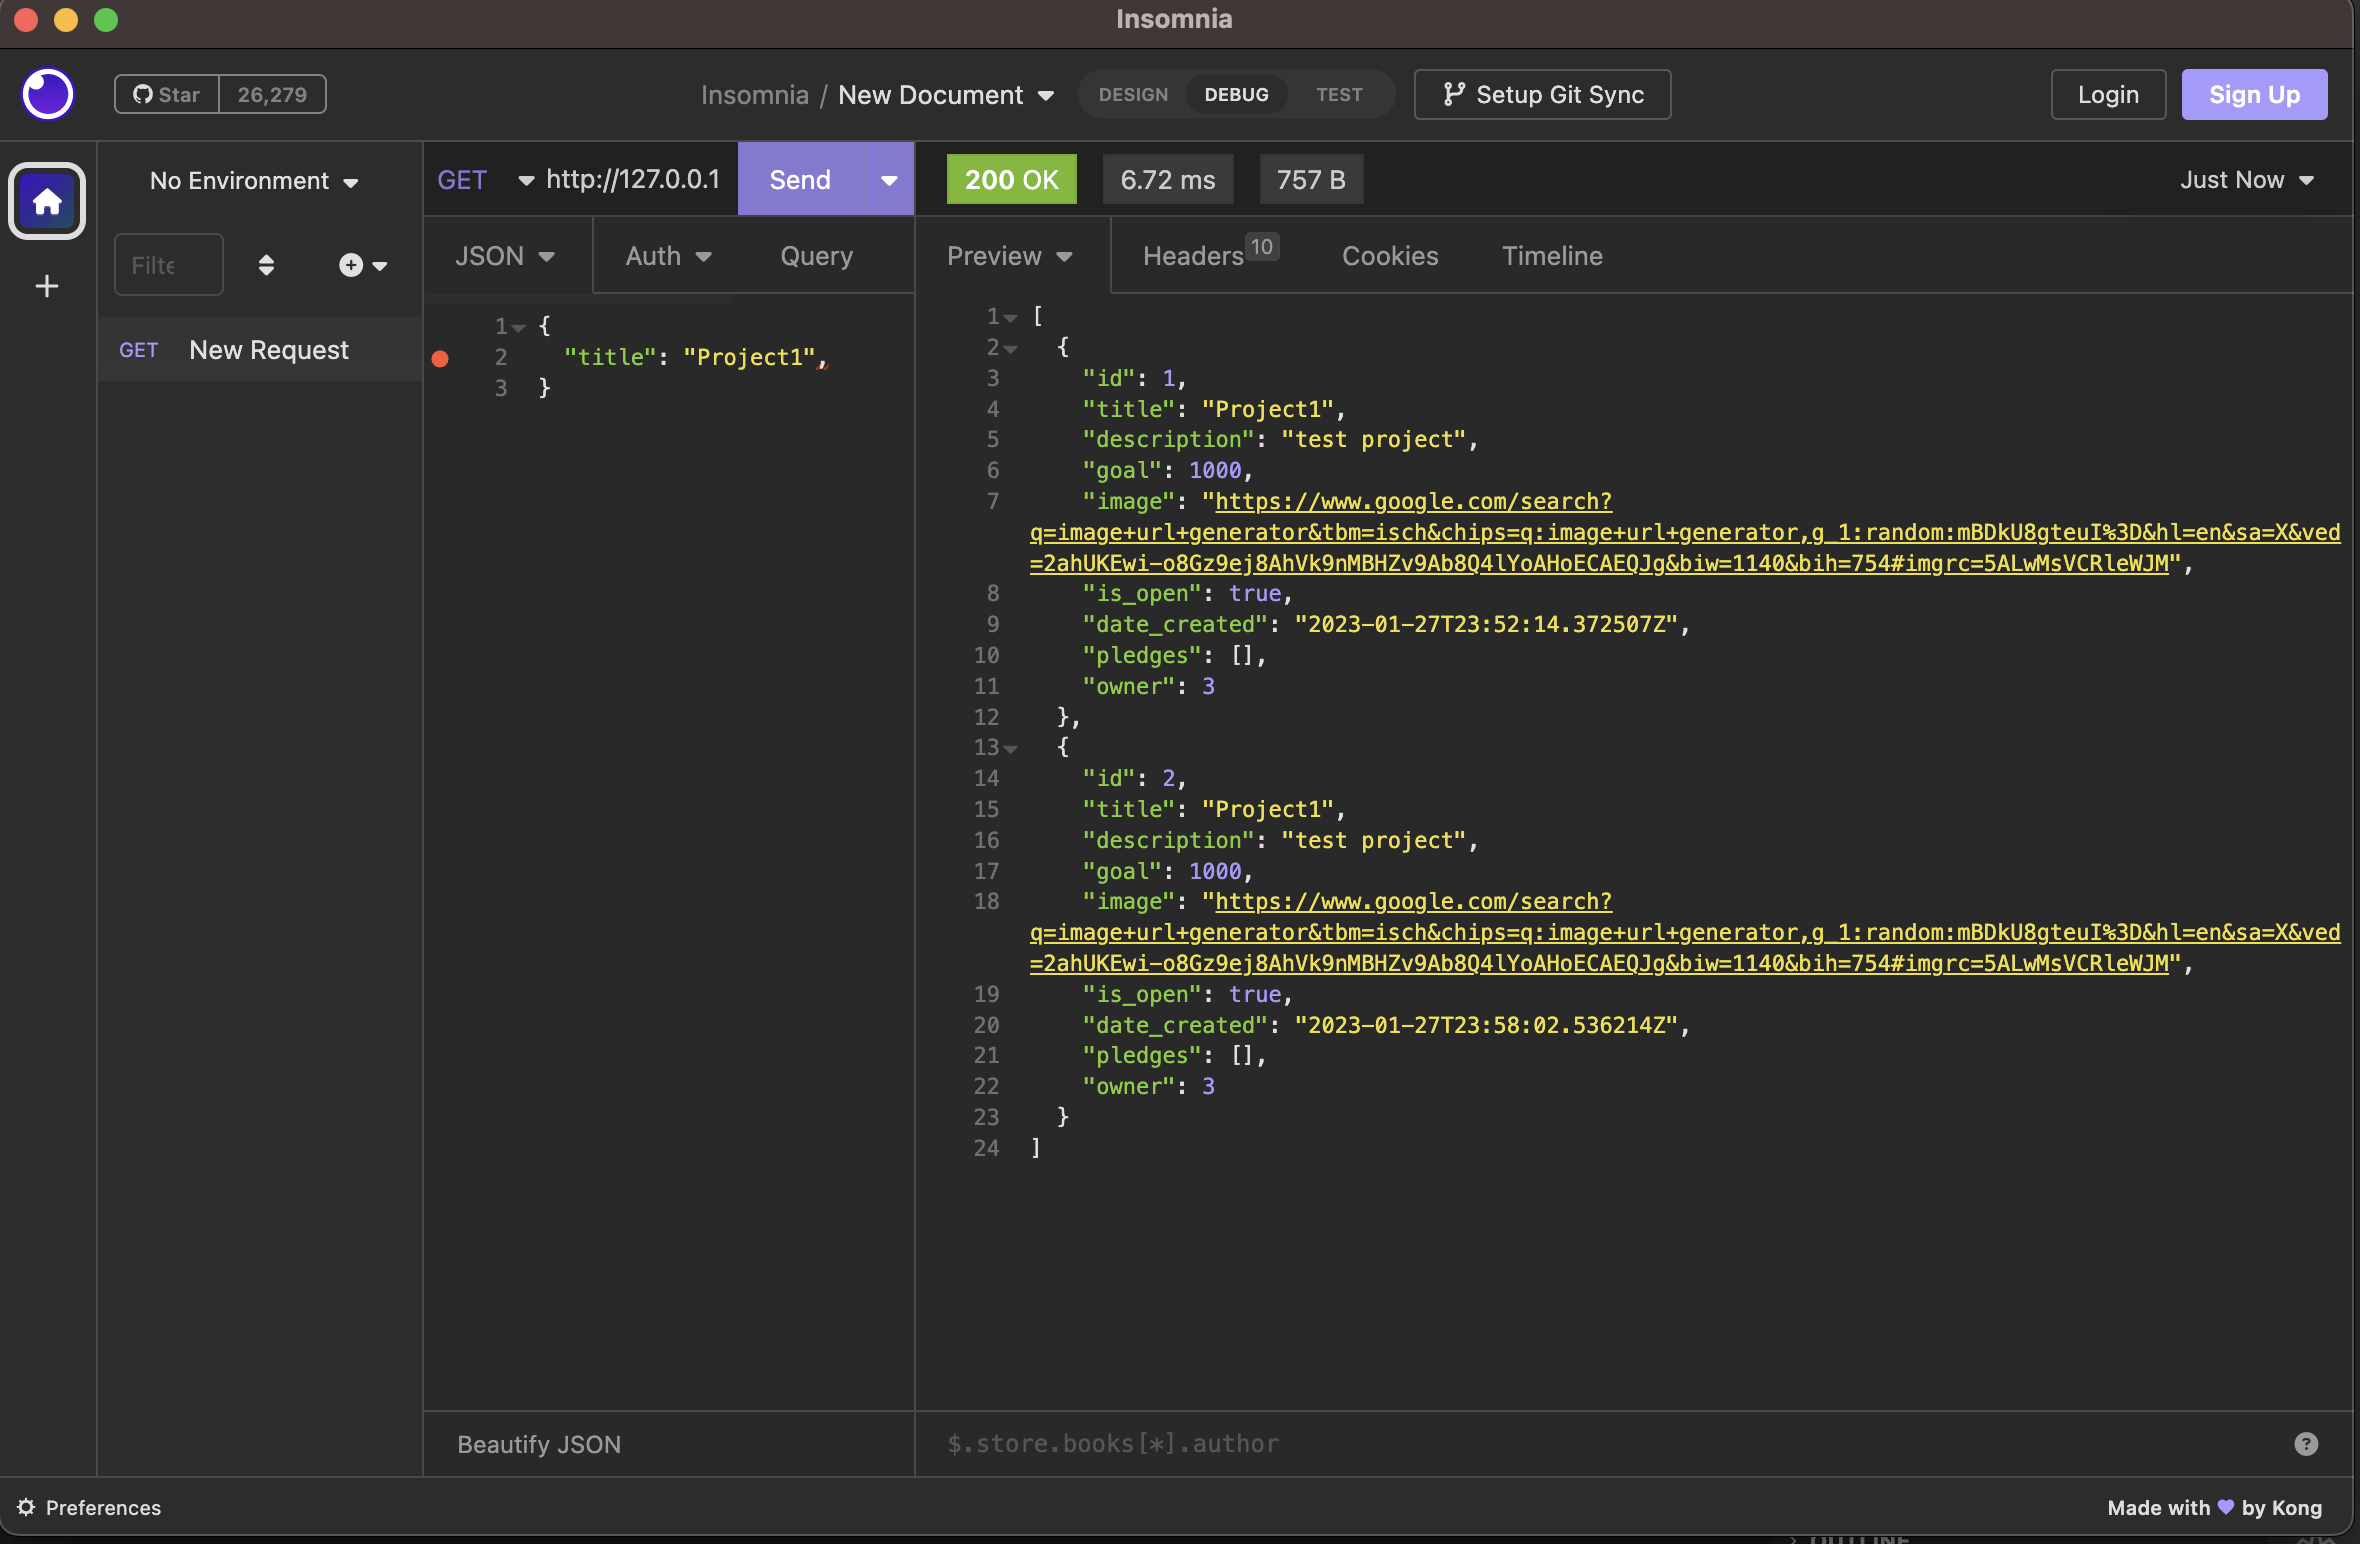 Insomnia
Star 26,279
Insomnia / New Document
DESIGN DEBUG TEST
Setup Git Sync
Login
Sign Up
No Environment
GET http://127.0.0.1
Send
200 OK 6.72 ms 757 B
Just Now
Filte
JSON Auth Query
Preview Headers 10 Cookies Timeline
GET New Request
1 {
2 "title": "Project1",
3 }
1 [
2 {
3 "id": 1,
4 "title": "Project1",
5 "description": "test project",
6 "goal": 1000,
7 "image": "https://www.google.com/search?
q=image+url+generator&tbm=isch&chips=q:image+url+generator,g_1:random:mBDkU8gteuI%3D&hl=en&sa=X&ved
=2ahUKEwi-o8Gz9ej8AhVk9nMBHZv9Ab8Q4lYoAHoECAEQJg&biw=1140&bih=754#imgrc=5ALwMsVCRleWJM",
8 "is_open": true,
9 "date_created": "2023-01-27T23:52:14.372507Z",
10 "pledges": [],
11 "owner": 3
12 },
13 {
14 "id": 2,
15 "title": "Project1",
16 "description": "test project",
17 "goal": 1000,
18 "image": "https://www.google.com/search?
q=image+url+generator&tbm=isch&chips=q:image+url+generator,g_1:random:mBDkU8gteuI%3D&hl=en&sa=X&ved
=2ahUKEwi-o8Gz9ej8AhVk9nMBHZv9Ab8Q4lYoAHoECAEQJg&biw=1140&bih=754#imgrc=5ALwMsVCRleWJM",
19 "is_open": true,
20 "date_created": "2023-01-27T23:58:02.536214Z",
21 "pledges": [],
22 "owner": 3
23 }
24 ]
Beautify JSON
$.store.books[*].author
Preferences
Made with by Kong
OUTLINE